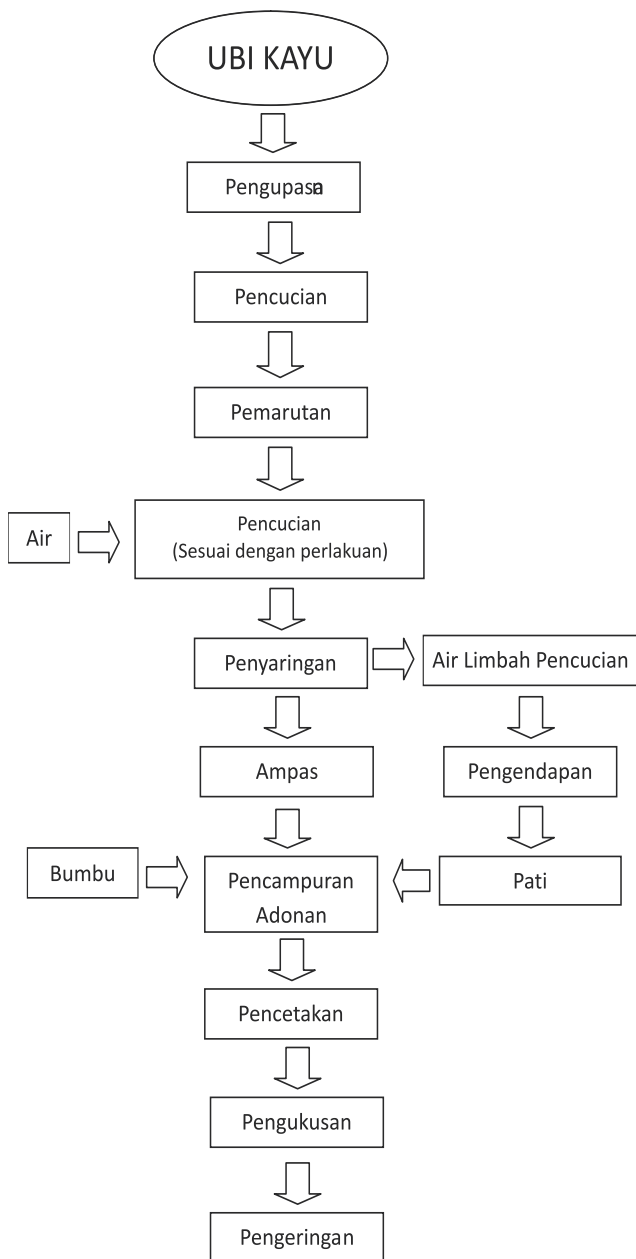 UBI KAYU
Pengupasan
Pencucian
Pemarutan
Air
Pencucian
(Sesuai dengan perlakuan)
Penyaringan
Air Limbah Pencucian
Ampas
Pengendapan
Bumbu
Pencampuran
Adonan
Pati
Pencetakan
Pengukusan
Pengeringan